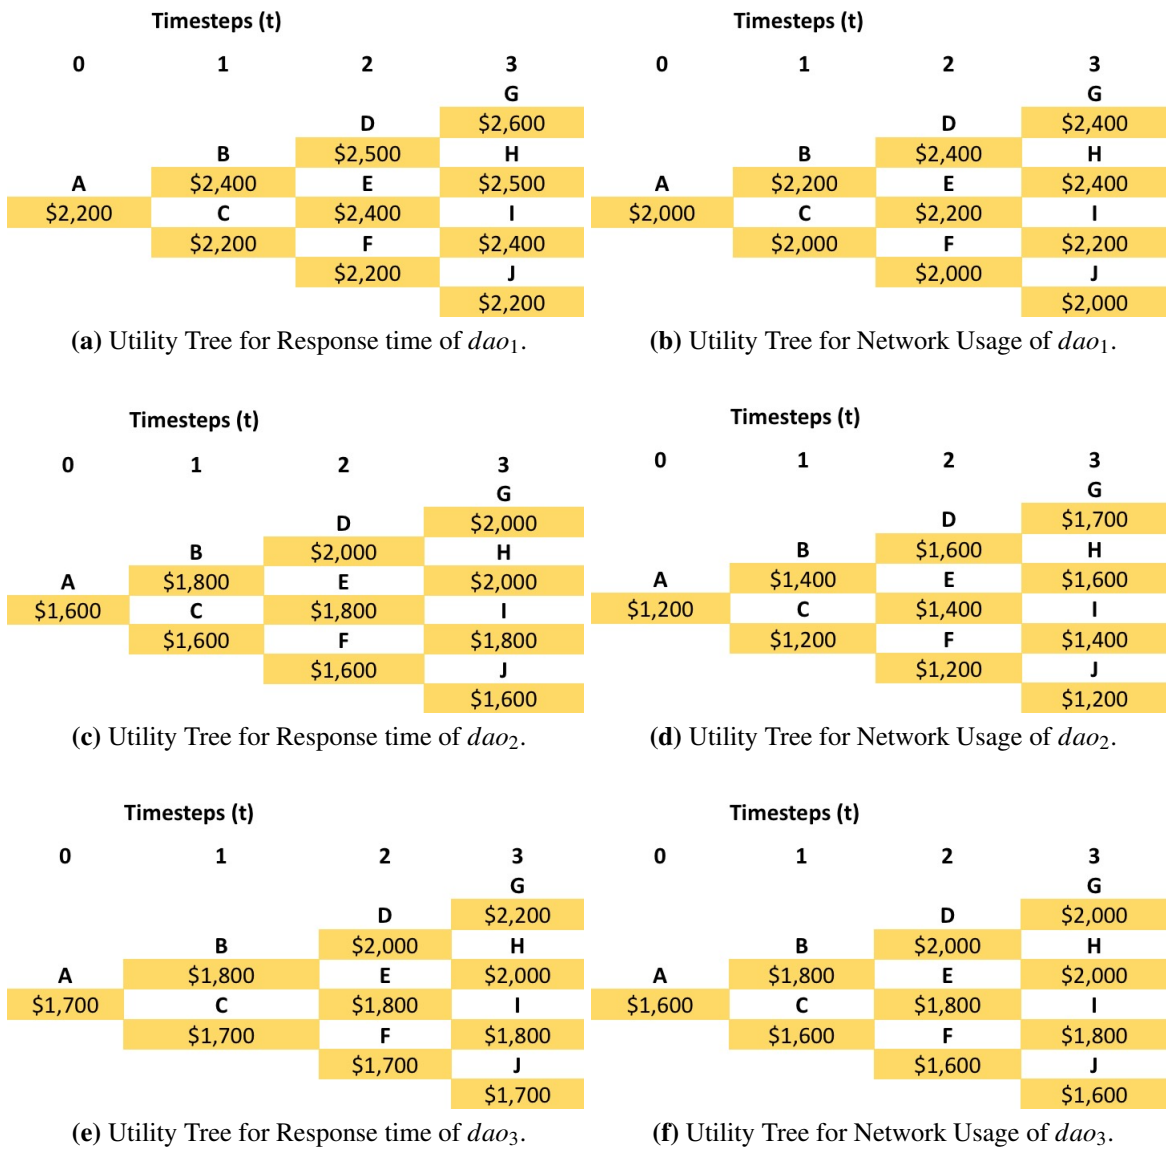 Timesteps (t) Timesteps (t)
0 1 2 3 0 1 2 3
G G
D $2,600 D $2,400
B $2,500 H B $2,400 H
A $2,400 E $2,500 A $2,200 E $2,400
$2,200 C $2,400 I $2,000 C $2,200 I
$2,200 F $2,400 $2,000 F $2,200
$2,200 J $2,000 J
$2,200 $2,000
(a) Utility Tree for Response time of dao1. (b) Utility Tree for Network Usage of dao1.
Timesteps (t) Timesteps (t)
0 1 2 3 0 1 2 3
G G
D $2,000 D $1,700
B $2,000 H B $1,600 H
A $1,800 E $2,000 A $1,400 E $1,600
$1,600 C $1,800 I $1,200 C $1,400 I
$1,600 F $1,800 $1,200 F $1,400
$1,600 J $1,200 J
$1,600 $1,200
(c) Utility Tree for Response time of dao2. (d) Utility Tree for Network Usage of dao2.
Timesteps (t) Timesteps (t)
0 1 2 3 0 1 2 3
G G
D $2,200 D $2,000
B $2,000 H B $2,000 H
A $1,800 E $2,000 A $1,800 E $2,000
$1,700 C $1,800 I $1,600 C $1,800 I
$1,700 F $1,800 $1,600 F $1,800
$1,700 J $1,600 J
$1,700 $1,600
(e) Utility Tree for Response time of dao3. (f) Utility Tree for Network Usage of dao3.